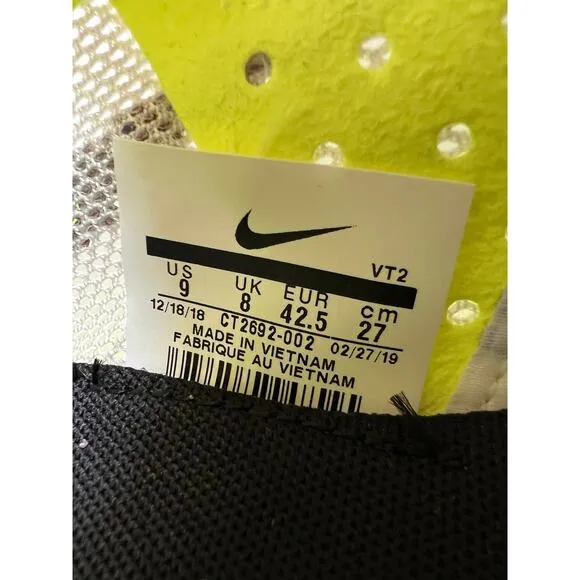 VT2
US UK EUR cm
9 8 42.5 27
12/18/18 CT2692-002 02/27/19
MADE IN VIETNAM
FABRIQUE AU VIETNAM